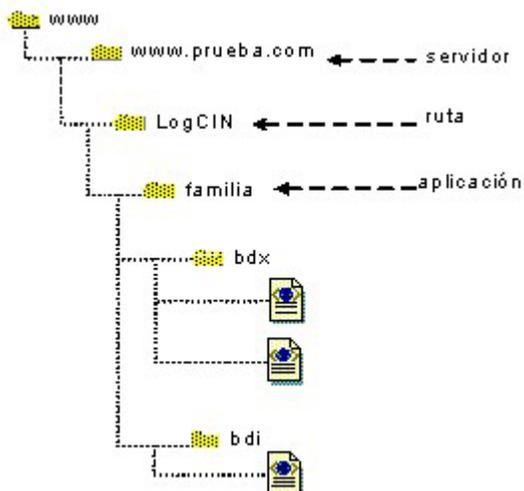 www
www.prueba.com servidor
LogCIN ruta
familia aplicación
bdx
bdi